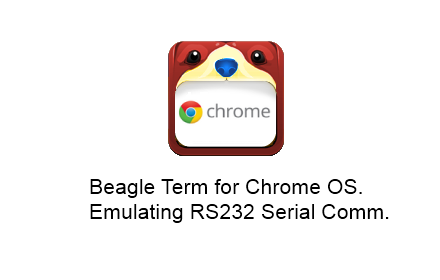 chrome
Beagle Term for Chrome OS.
Emulating RS232 Serial Comm.